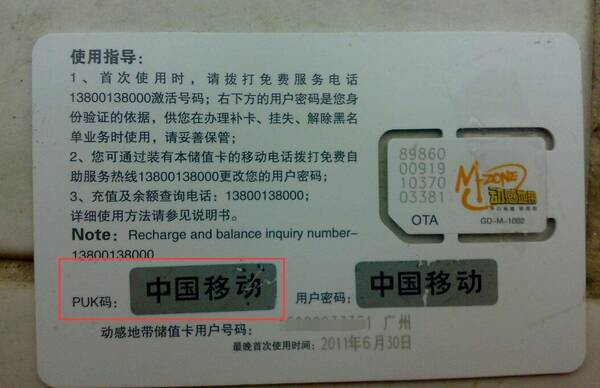 使用指导：
1、首次使用时，请拨打免费服务电话
13800138000激活号码；右下方的用户密码是您身
份验证的依据，供您在办理补卡、挂失、解除黑名
单业务时使用，请妥善保管；
2、您可通过装有本储值卡的移动电话拨打免费自
助服务热线13800138000更改您的用户密码；
3、充值及余额查询电话：13800138000；
详细使用方法请参见说明书。
Note: Recharge and balance inquiry number-
13800138000
89860
00919
10370
03381
OTA
M-ZONE
动感地带
GD-M-1002
PUK码：
中国移动
用户密码：
中国移动
动感地带储值卡用户号码：
广州
最晚首次使用时间：2011年6月30日